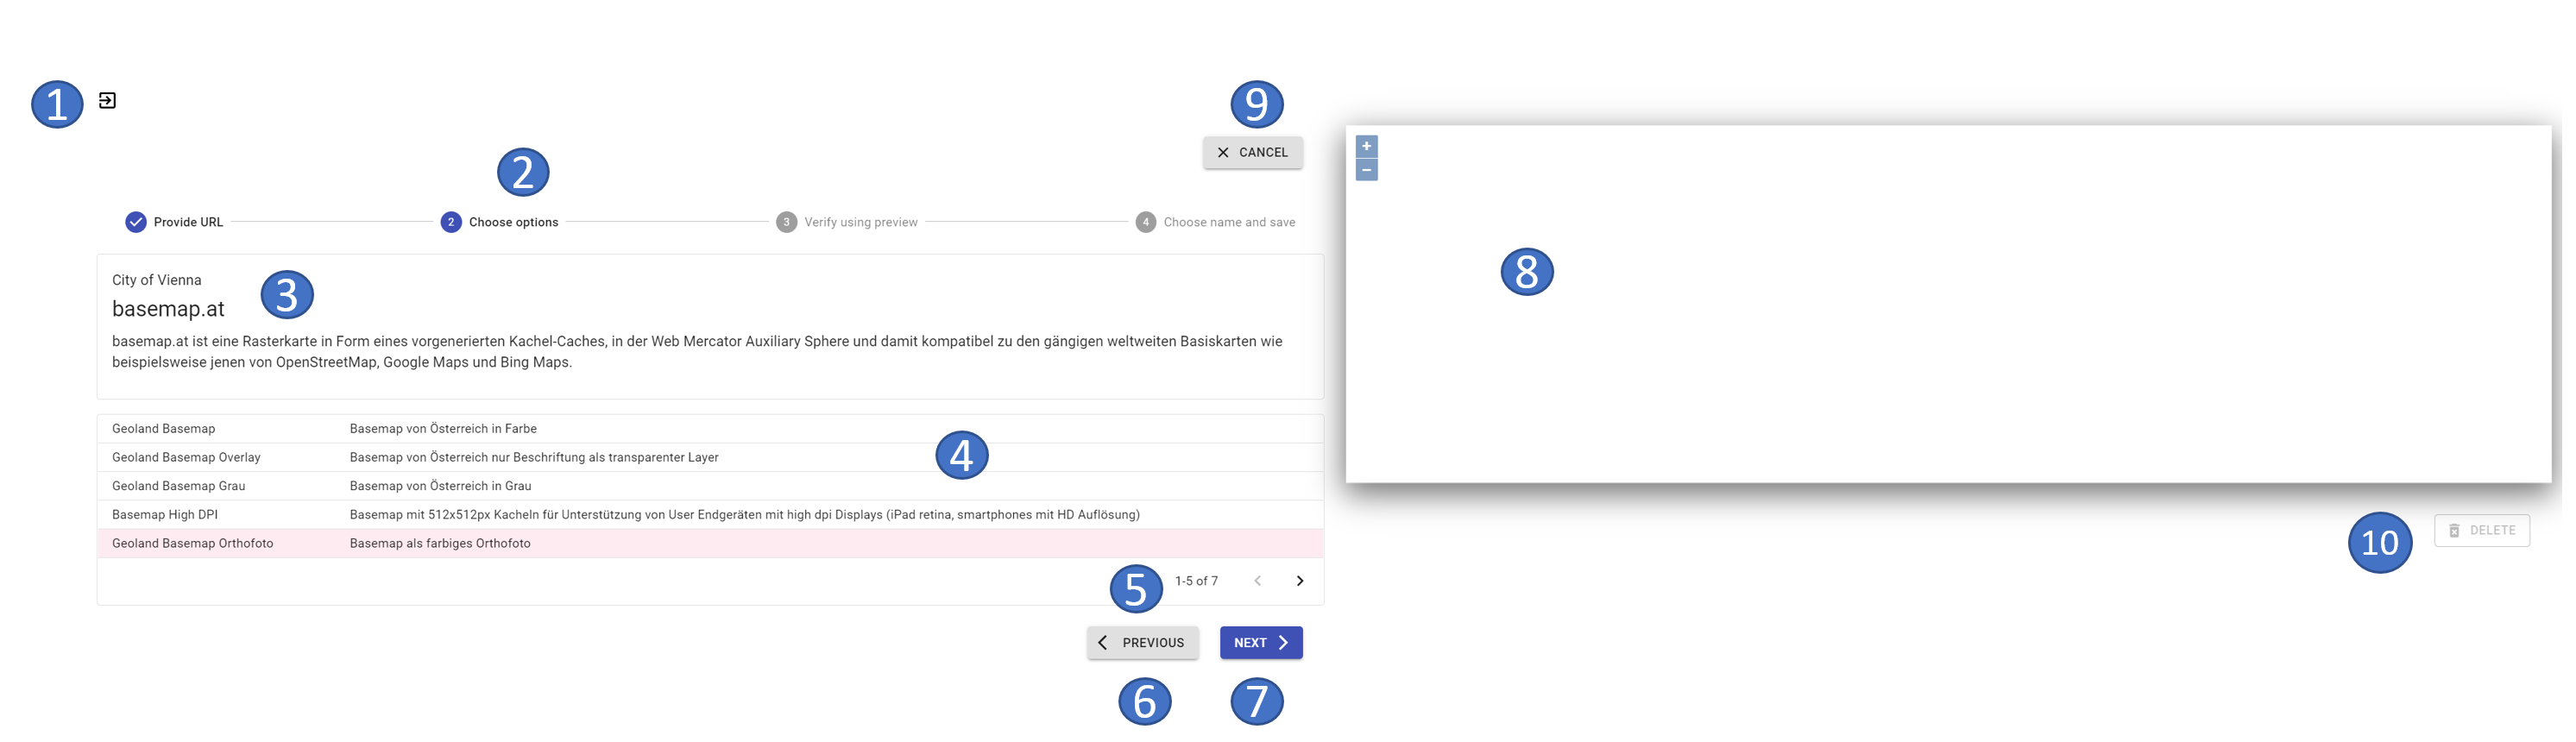 1
9
CANCEL
2
Provide URL
2 Choose options
3 Verify using preview
4 Choose name and save
City of Vienna
3
basemap.at
basemap.at ist eine Rasterkarte in Form eines vorgenerierten Kachel-Caches, in der Web Mercator Auxiliary Sphere und damit kompatibel zu den gängigen weltweiten Basiskarten wie
beispielsweise jenen von OpenStreetMap, Google Maps und Bing Maps.
Geoland Basemap Basemap von Österreich in Farbe
4
Geoland Basemap Overlay Basemap von Österreich nur Beschriftung als transparenter Layer
Geoland Basemap Grau Basemap von Österreich in Grau
Basemap High DPI Basemap mit 512x512px Kacheln für Unterstützung von User Endgeräten mit high dpi Displays (iPad retina, smartphones mit HD Auflösung)
Geoland Basemap Orthofoto Basemap als farbiges Orthofoto
5
1-5 of 7
PREVIOUS
NEXT
6
7
+
−
8
10
DELETE